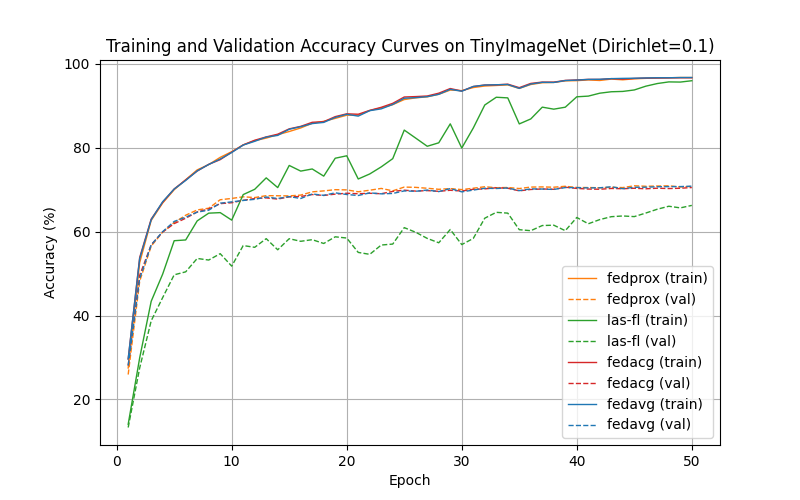 Training and Validation Accuracy Curves on TinyImageNet (Dirichlet=0.1)
100
80
60
40
20
Accuracy (%)
0
10
20
30
40
50
Epoch
fedprox (train)
fedprox (val)
las-fl (train)
las-fl (val)
fedacg (train)
fedacg (val)
fedavg (train)
fedavg (val)